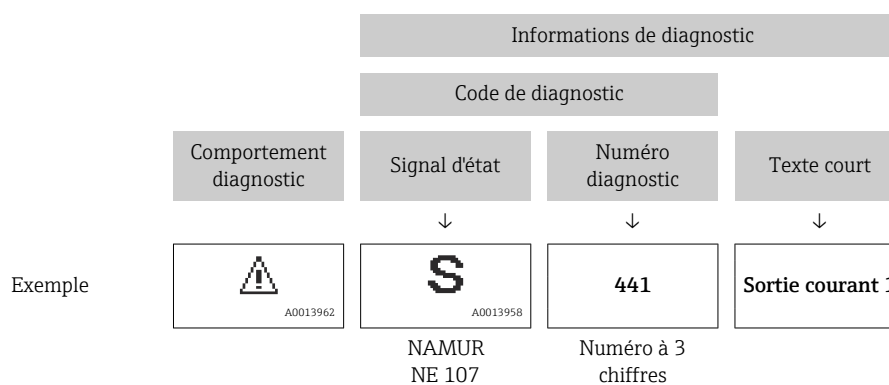 Informations de diagnostic
Code de diagnostic
Comportement
diagnostic
Signal d'état
Numéro
diagnostic
Texte court
↓ ↓ ↓
Exemple
A0013962
S
A0013958
441
Sortie courant 1
NAMUR
NE 107
Numéro à 3
chiffres